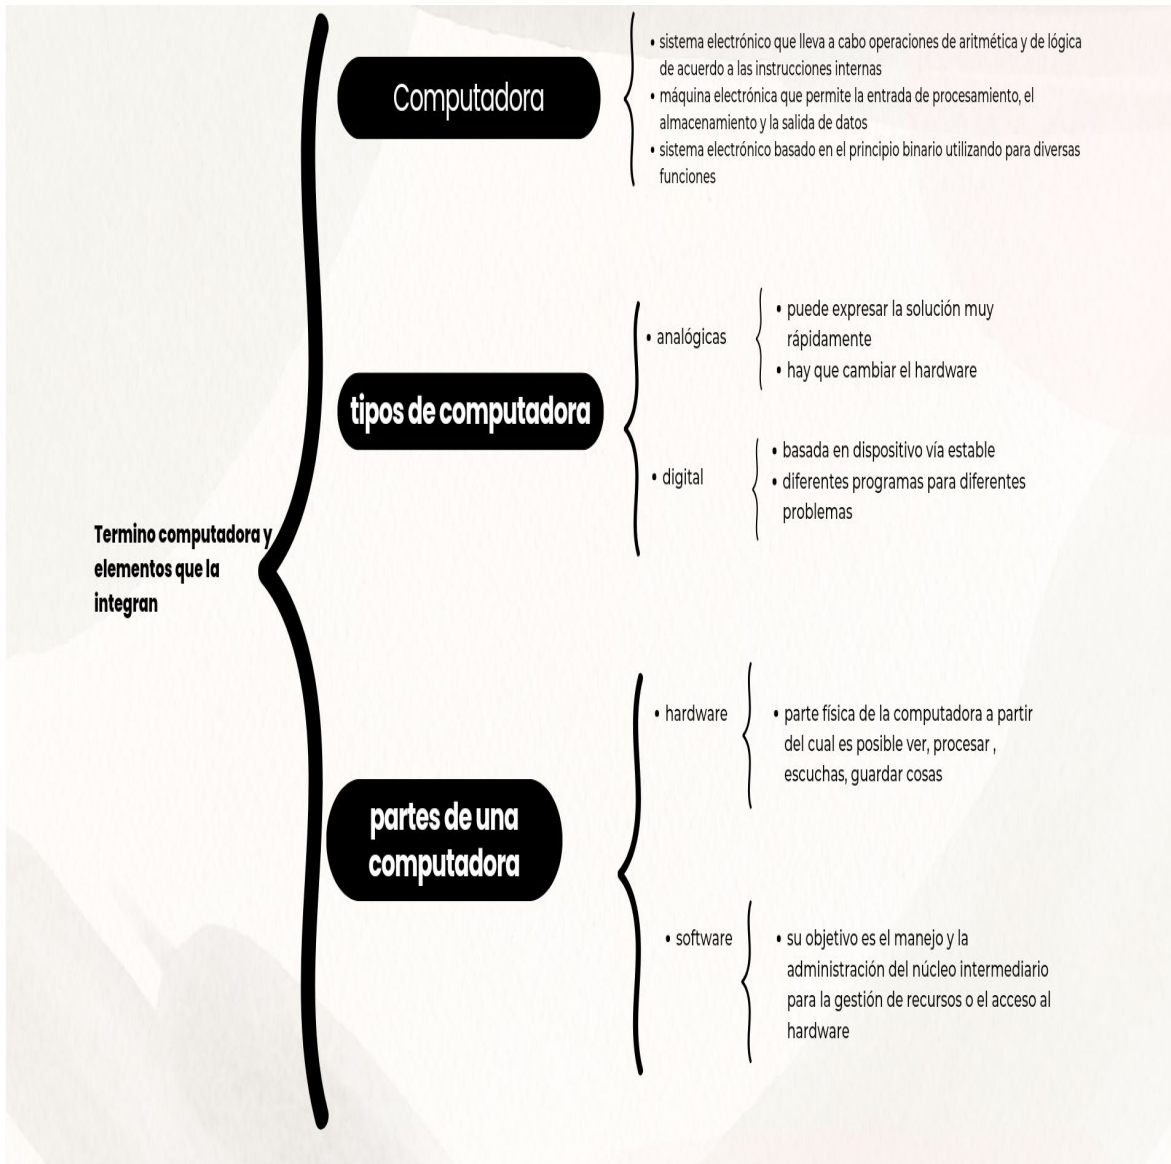 Termino computadora y
elementos que la
integran
Computadora
• sistema electrónico que lleva a cabo operaciones de aritmética y de lógica
de acuerdo a las instrucciones internas
• máquina electrónica que permite la entrada de procesamiento, el
almacenamiento y la salida de datos
• sistema electrónico basado en el principio binario utilizando para diversas
funciones
tipos de computadora
• analógicas
• puede expresar la solución muy
rápidamente
• hay que cambiar el hardware
• digital
• basada en dispositivo vía estable
• diferentes programas para diferentes
problemas
partes de una
computadora
• hardware
• parte física de la computadora a partir
del cual es posible ver, procesar ,
escuchas, guardar cosas
• software
• su objetivo es el manejo y la
administración del núcleo intermediario
para la gestión de recursos o el acceso al
hardware